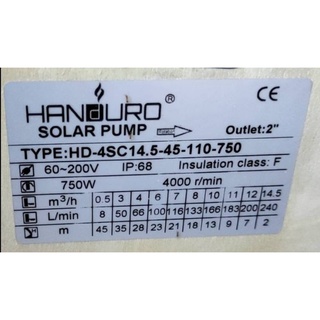 HANDURO ® CE
SOLAR PUMP Outlet:2"
TYPE:HD-4SC14.5-45-110-750
60~200V IP:68 Insulation class: F
750W 4000 r/min
m³/h 0 5 3 4 6 7 8 10 11 12 14.5
L/min 8 50 66 100 116 133 166 183 200 240
m 45 35 28 23 21 18 13 9 7 2